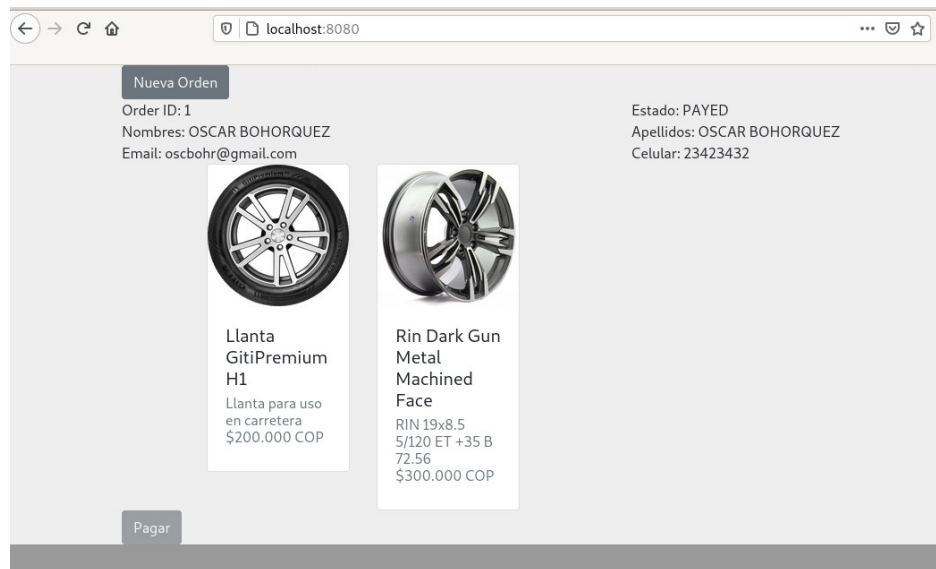 localhost:8080
Nueva Orden
Order ID: 1
Estado: PAYED
Nombres: OSCAR BOHORQUEZ
Apellidos: OSCAR BOHORQUEZ
Email: oscbohr@gmail.com
Celular: 23423432
Llanta
GitiPremium
H1
Llanta para uso
en carretera
$200.000 COP
Rin Dark Gun
Metal
Machined
Face
RIN 19x8.5
5/120 ET +35 B
72.56
$300.000 COP
Pagar